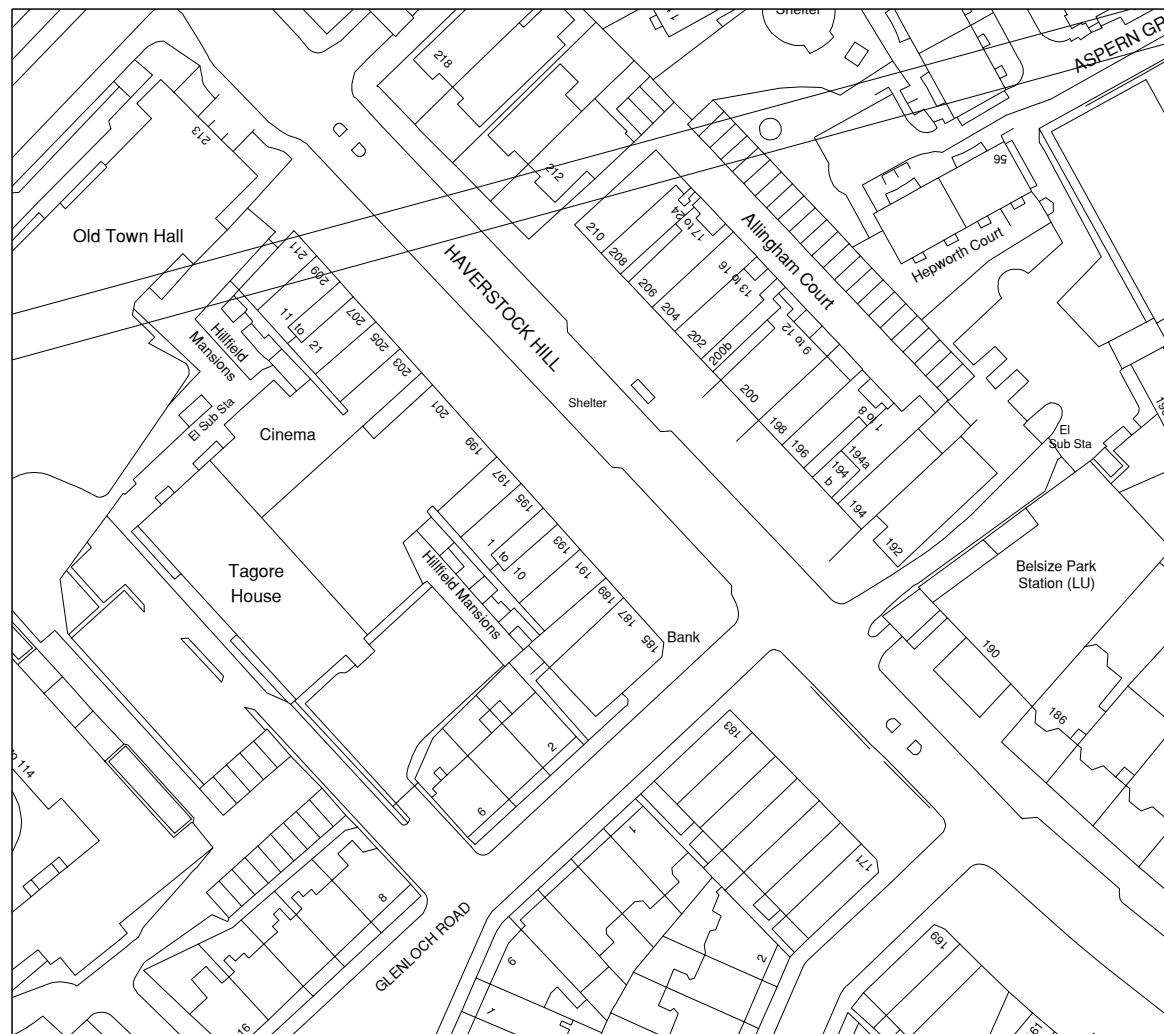 Shelter
ASPERN GR
218
213
212
56
Old Town Hall
HAVERSTOCK HILL
Allingham Court
Hepworth Court
17 to 24
13 to 16
9 to 12
1 to 8
210
208
206
204
202
200b
200
198
196
194a
194
b
194
192
211
209
207
205
203
201
199
197
195
193
191
189
187
185
11
to
21
Hillfield
Mansions
El Sub Sta
Cinema
Shelter
El
Sub Sta
Tagore
House
1
to
10
Hillfield Mansions
Bank
Belsize Park
Station (LU)
190
186
183
171
169
2
6
1
8
GLENLOCH ROAD
6
1
2
16
114